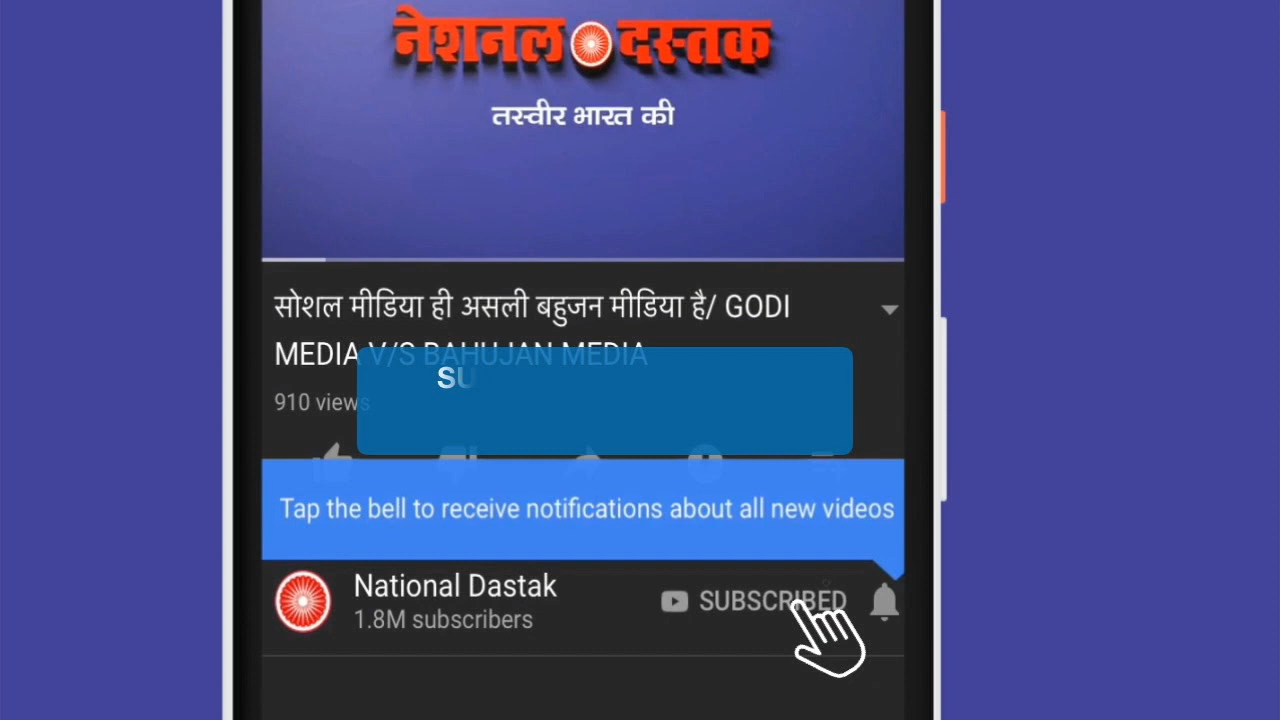 नेशनल दस्तक
तस्वीर भारत की
सोशल मीडिया ही असली बहुजन मीडिया है/ GODI
MEDIA V/S BAHUJAN MEDIA
SU
910 views
Tap the bell to receive notifications about all new videos
National Dastak
SUBSCRIBED
1.8M subscribers